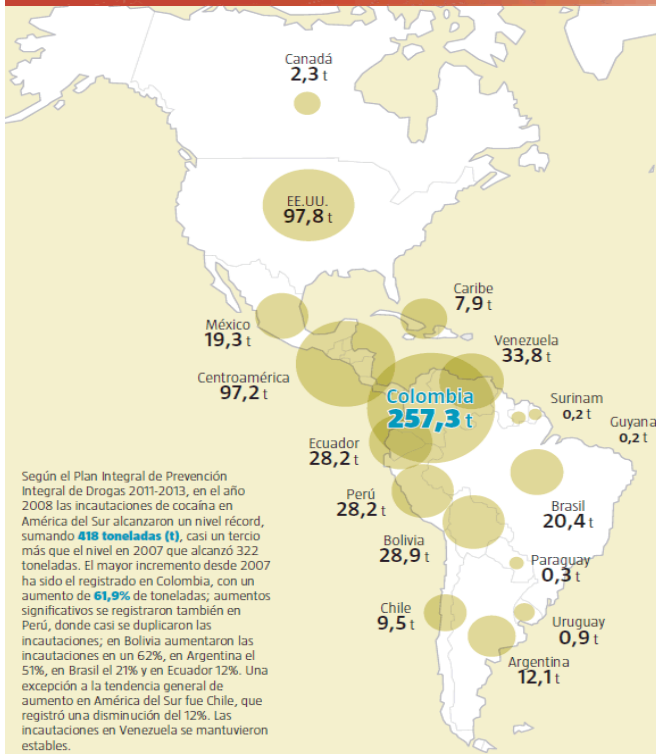 Canadá
2,3 t
EE.UU.
97,8 t
Caribe
7,9 t
México
19,3 t
Venezuela
33,8 t
Centroamérica
97,2 t
Colombia
257,3 t
Surinam
0,2 t
Guyana
0,2 t
Ecuador
28,2 t
Perú
28,2 t
Brasil
20,4 t
Bolivia
28,9 t
Paraguay
0,3 t
Chile
9,5 t
Uruguay
0,9 t
Argentina
12,1 t
Según el Plan Integral de Prevención
Integral de Drogas 2011-2013, en el año
2008 las incautaciones de cocaína en
América del Sur alcanzaron un nivel récord,
sumando 418 toneladas (t), casi un tercio
más que el nivel en 2007 que alcanzó 322
toneladas. El mayor incremento desde 2007
ha sido el registrado en Colombia, con un
aumento de 61,9% de toneladas; aumentos
significativos se registraron también en
Perú, donde casi se duplicaron las
incautaciones; en Bolivia aumentaron las
incautaciones en un 62%, en Argentina el
51%, en Brasil el 21% y en Ecuador 12%. Una
excepción a la tendencia general de
aumento en América del Sur fue Chile, que
registró una disminución del 12%. Las
incautaciones en Venezuela se mantuvieron
estables.